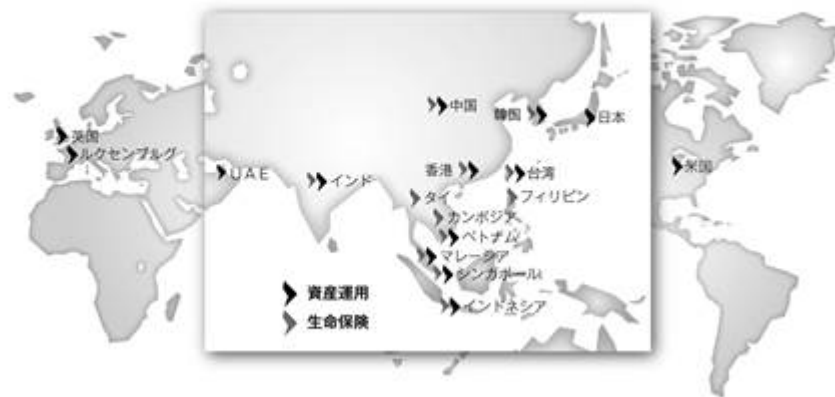 中国
韓国
日本
英国
ルクセンブルグ
UAE
インド
香港
台湾
米国
タイ
フィリピン
カンボジア
ベトナム
マレーシア
シンガポール
インドネシア
資産運用
生命保険